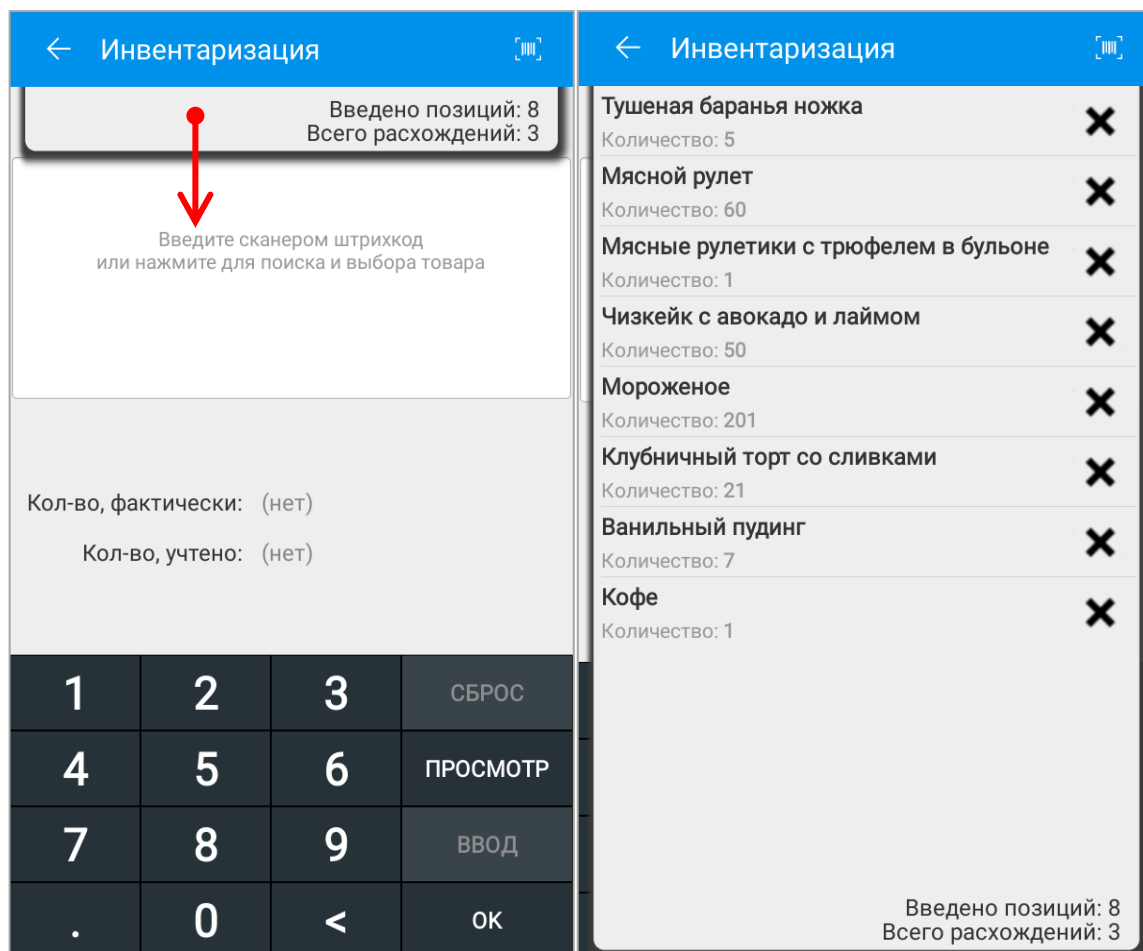 Инвентаризация
Введено позиций: 8
Всего расхождений: 3
Введите сканером штрихкод
или нажмите для поиска и выбора товара
Кол-во, фактически: (нет)
Кол-во, учтено: (нет)
1 2 3 СБРОС
4 5 6 ПРОСМОТР
7 8 9 ВВОД
. 0 < ОК
Инвентаризация
Тушеная баранья ножка
Количество: 5
Мясной рулет
Количество: 60
Мясные рулетики с трюфелем в бульоне
Количество: 1
Чизкейк с авокадо и лаймом
Количество: 50
Мороженое
Количество: 201
Клубничный торт со сливками
Количество: 21
Ванильный пудинг
Количество: 7
Кофе
Количество: 1
Введено позиций: 8
Всего расхождений: 3